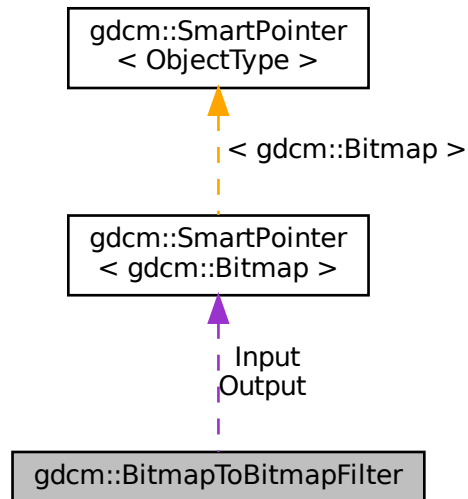 gdcm::SmartPointer
< ObjectType >
< gdcm::Bitmap >
gdcm::SmartPointer
< gdcm::Bitmap >
Input
Output
gdcm::BitmapToBitmapFilter